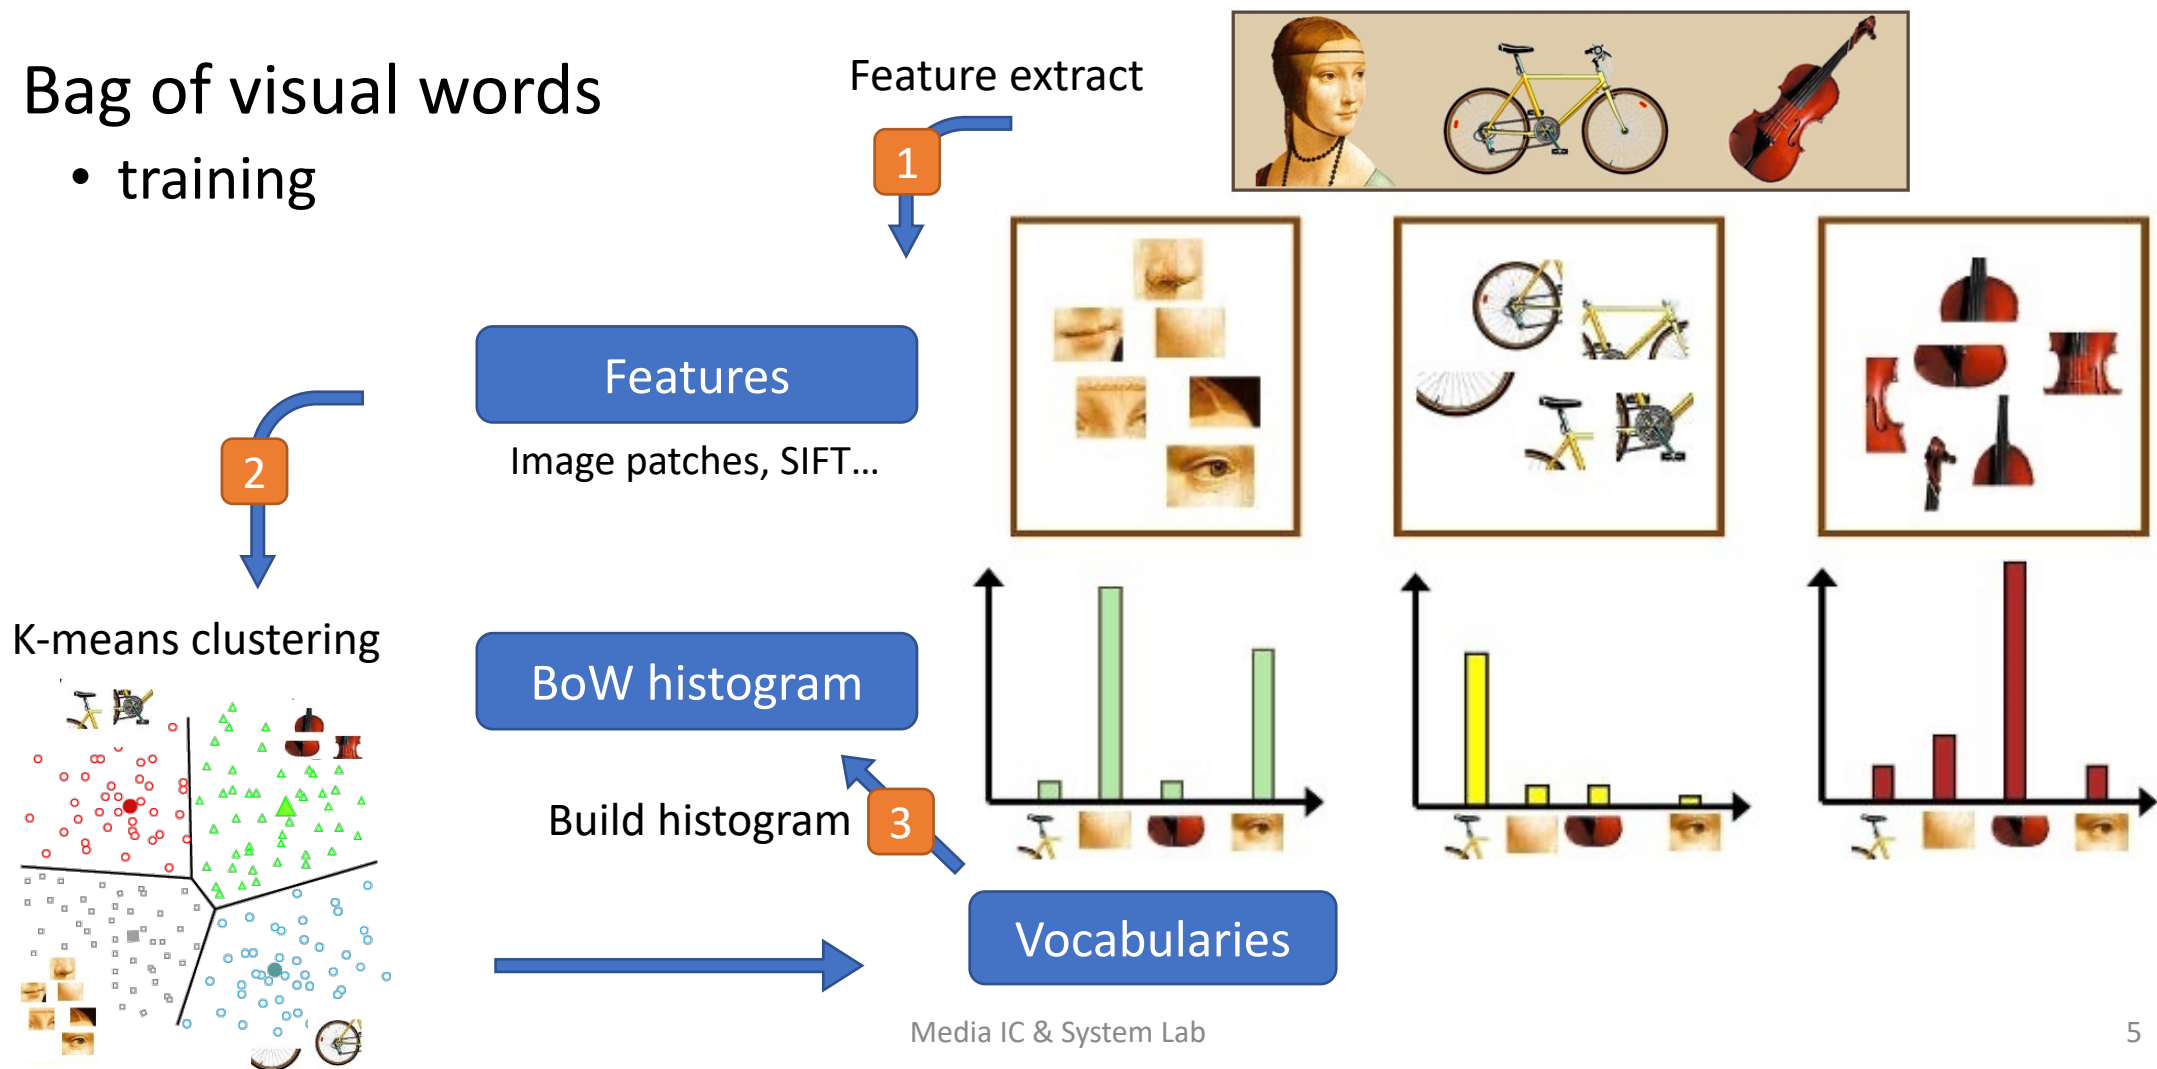 Bag of visual words
• training
Feature extract
1
Features
Image patches, SIFT...
2
K-means clustering
BoW histogram
Build histogram
3
Vocabularies
Media IC & System Lab
5